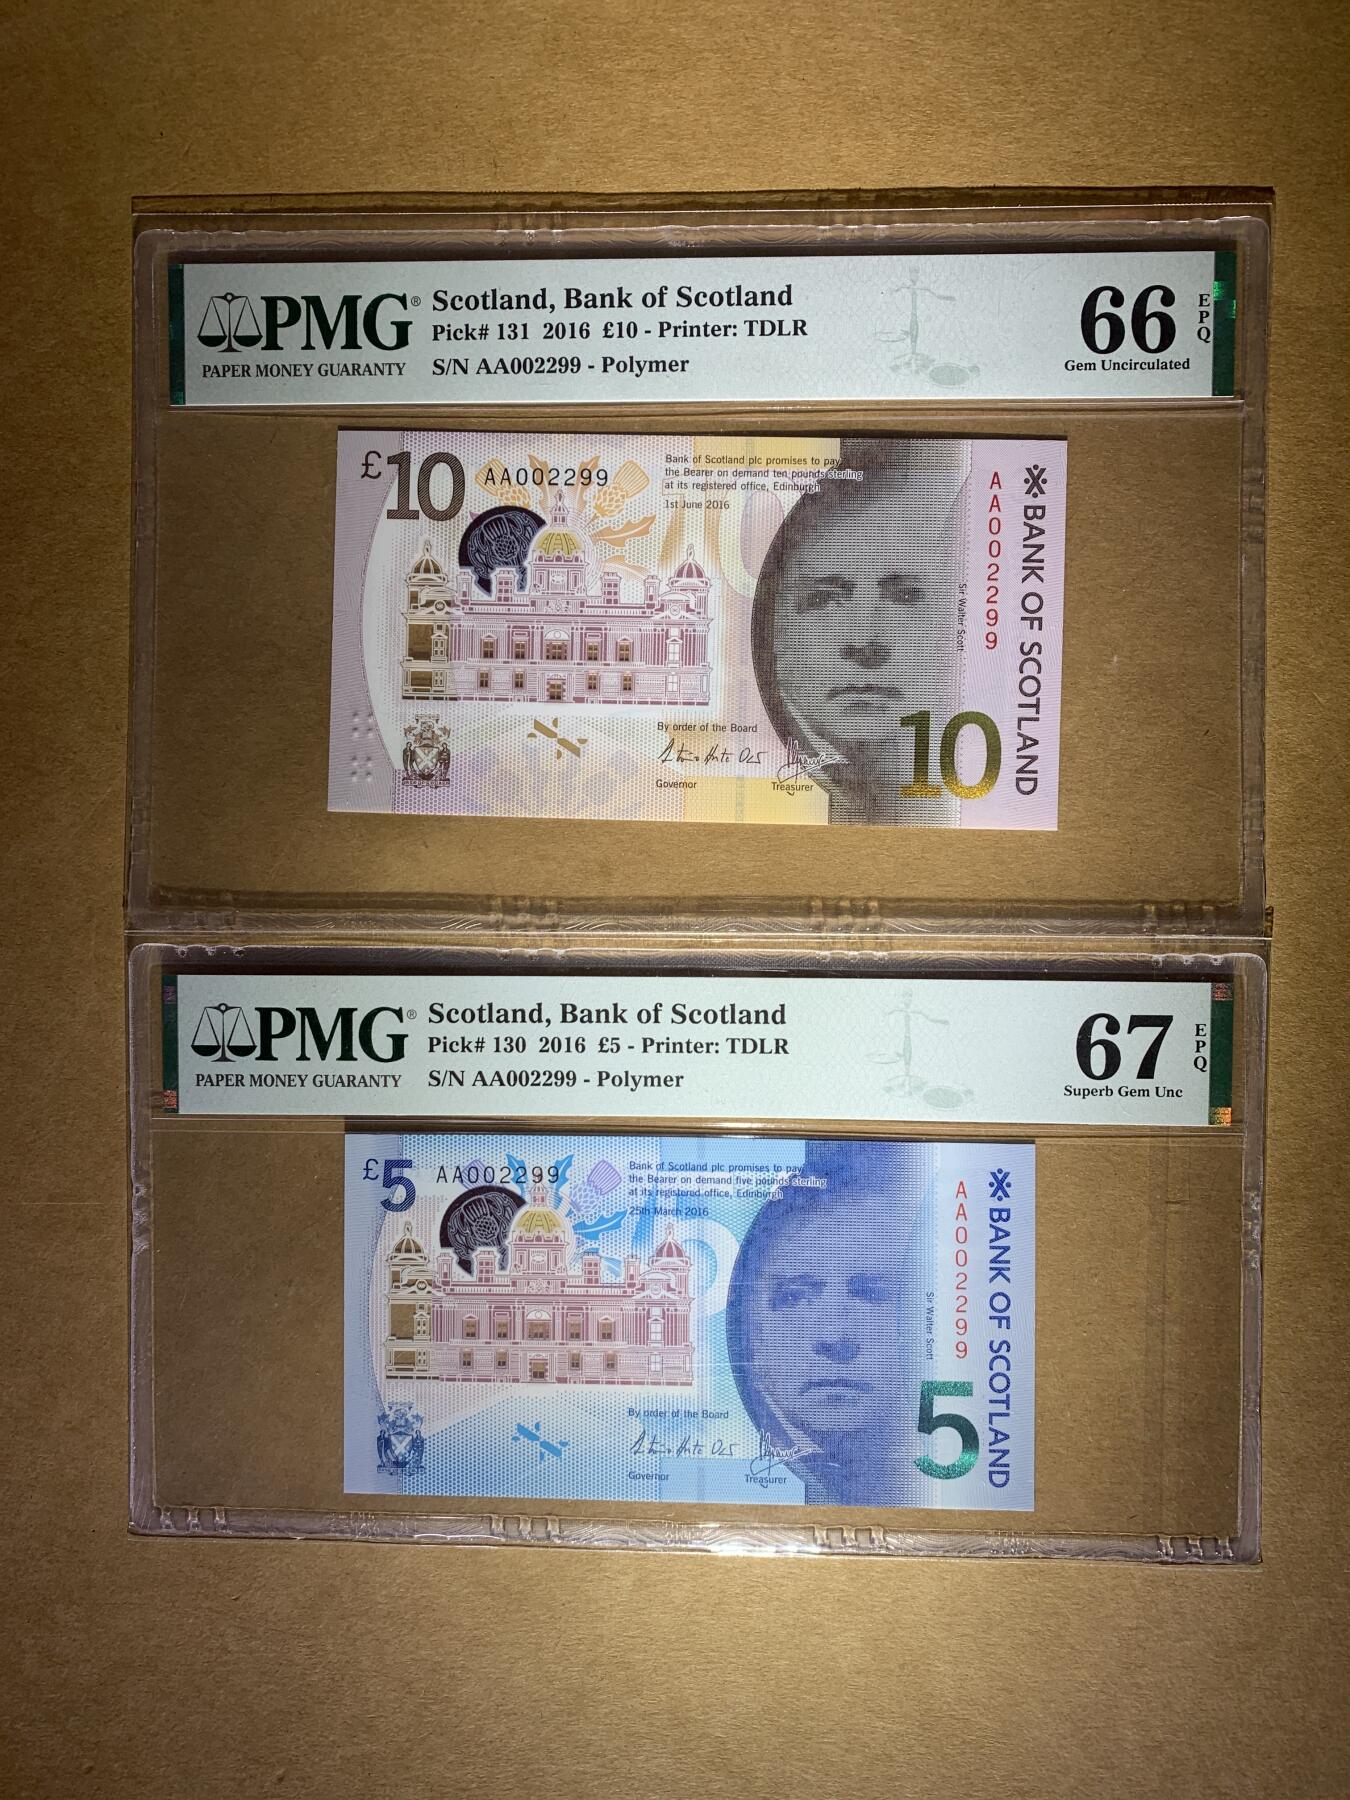 PMG®
PAPER MONEY GUARANTY
Scotland, Bank of Scotland
Pick# 131 2016 £10 - Printer: TDLR
S/N AA002299 - Polymer
66
EPQ
Gem Uncirculated
£10
AA002299
Bank of Scotland plc promises to pay
the Bearer on demand ten pounds sterling
at its registered office, Edinburgh
1st June 2016
By order of the Board
Governor
Treasurer
Sir Walter Scott
AA002299
BANK OF SCOTLAND
10
PMG®
PAPER MONEY GUARANTY
Scotland, Bank of Scotland
Pick# 130 2016 £5 - Printer: TDLR
S/N AA002299 - Polymer
67
EPQ
Superb Gem Unc
£5
AA002299
Bank of Scotland plc promises to pay
the Bearer on demand five pounds sterling
at its registered office, Edinburgh
25th March 2016
By order of the Board
Governor
Treasurer
Sir Walter Scott
AA002299
BANK OF SCOTLAND
5